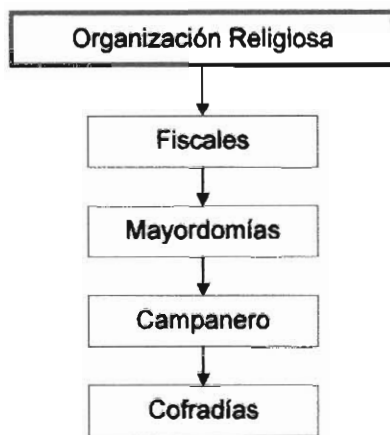 Organización Religiosa
Fiscales
Mayordomías
Campanero
Cofradías